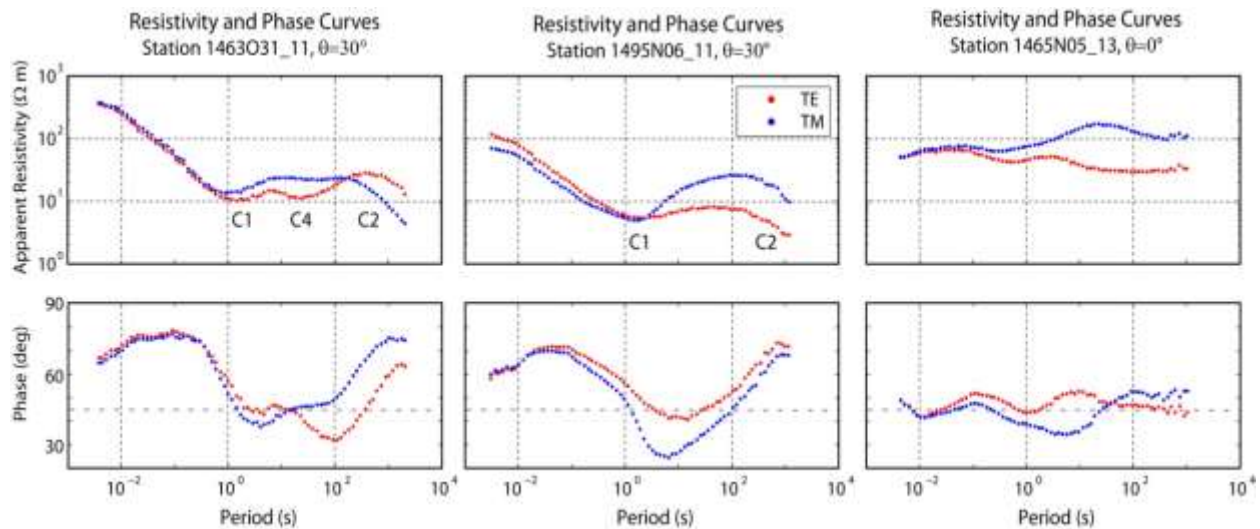 Resistivity and Phase Curves
Station 1463O31_11, θ=30°
Resistivity and Phase Curves
Station 1495N06_11, θ=30°
Resistivity and Phase Curves
Station 1465N05_13, θ=0°
Apparent Resistivity (Ω m)
10³
10²
10¹
10⁰
C1
C4
C2
TE
TM
C1
C2
Phase (deg)
90
60
30
10⁻² 10⁰ 10² 10⁴
10⁻² 10⁰ 10² 10⁴
10⁻² 10⁰ 10² 10⁴
Period (s)
Period (s)
Period (s)